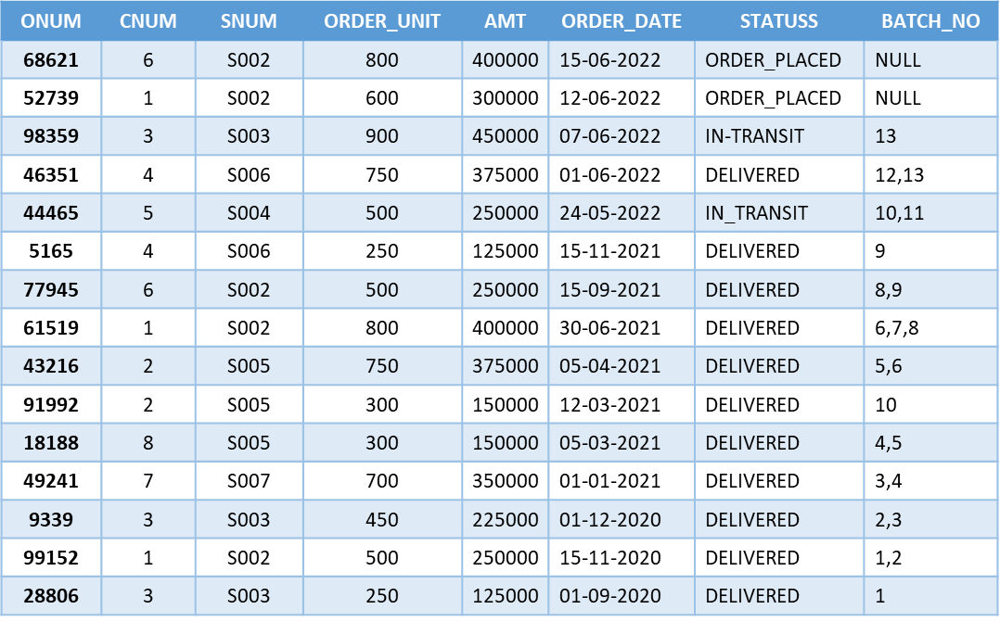 ONUM CNUM SNUM ORDER_UNIT AMT ORDER_DATE STATUSS BATCH_NO
68621 6 S002 800 400000 15-06-2022 ORDER_PLACED NULL
52739 1 S002 600 300000 12-06-2022 ORDER_PLACED NULL
98359 3 S003 900 450000 07-06-2022 IN-TRANSIT 13
46351 4 S006 750 375000 01-06-2022 DELIVERED 12,13
44465 5 S004 500 250000 24-05-2022 IN_TRANSIT 10,11
5165 4 S006 250 125000 15-11-2021 DELIVERED 9
77945 6 S002 500 250000 15-09-2021 DELIVERED 8,9
61519 1 S002 800 400000 30-06-2021 DELIVERED 6,7,8
43216 2 S005 750 375000 05-04-2021 DELIVERED 5,6
91992 2 S005 300 150000 12-03-2021 DELIVERED 10
18188 8 S005 300 150000 05-03-2021 DELIVERED 4,5
49241 7 S007 700 350000 01-01-2021 DELIVERED 3,4
9339 3 S003 450 225000 01-12-2020 DELIVERED 2,3
99152 1 S002 500 250000 15-11-2020 DELIVERED 1,2
28806 3 S003 250 125000 01-09-2020 DELIVERED 1